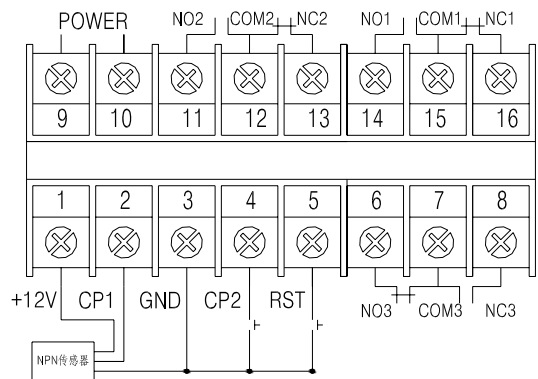 POWER NO2 COM2 NC2 NO1 COM1 NC1
9 10 11 12 13 14 15 16
1 2 3 4 5 6 7 8
+12V CP1 GND CP2 RST NO3 COM3 NC3
NPN传感器